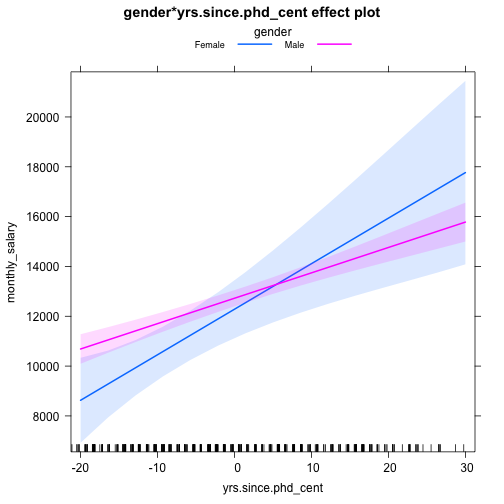 gender*yrs.since.phd_cent effect plot
gender
Female Male
monthly_salary
20000
18000
16000
14000
12000
10000
8000
-20 -10 0 10 20 30
yrs.since.phd_cent